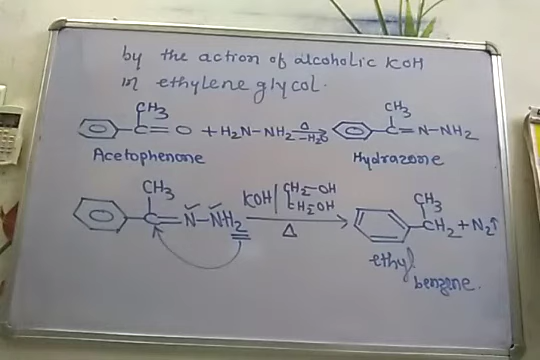 by the action of alcoholic KOH
in ethylene glycol.
CH3
C=O + H2N-NH2 Δ -H2O → CH3 C=N-NH2
Acetophenone Hydrazone
CH3
C=N-NH2 KOH/ CH2-OH CH2OH Δ → CH3 CH2+N2↑
ethyl
benzene.